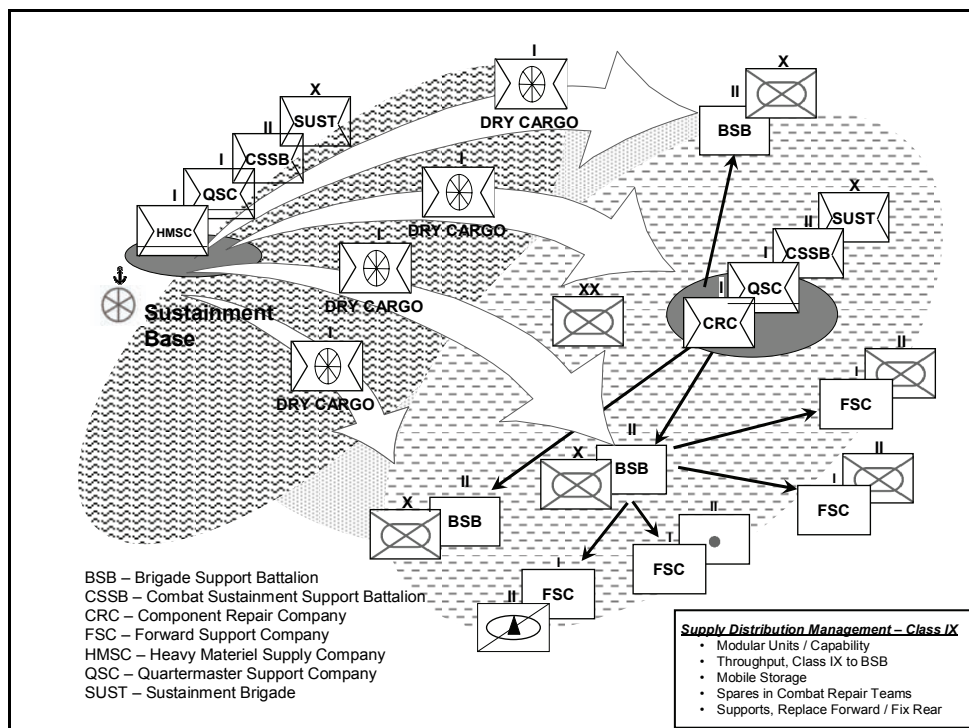 I
DRY CARGO
X
II
BSB
X
SUST
II
CSSB
I
QSC
I
HMSC
I
DRY CARGO
I
DRY CARGO
Sustainment
Base
I
DRY CARGO
XX
X
SUST
II
CSSB
I
QSC
I
CRC
II
I
FSC
II
X
BSB
II
I
FSC
X
II
BSB
II
I
FSC
I
FSC
II
BSB – Brigade Support Battalion
CSSB – Combat Sustainment Support Battalion
CRC – Component Repair Company
FSC – Forward Support Company
HMSC – Heavy Materiel Supply Company
QSC – Quartermaster Support Company
SUST – Sustainment Brigade
Supply Distribution Management – Class IX
• Modular Units / Capability
• Throughput, Class IX to BSB
• Mobile Storage
• Spares in Combat Repair Teams
• Supports, Replace Forward / Fix Rear